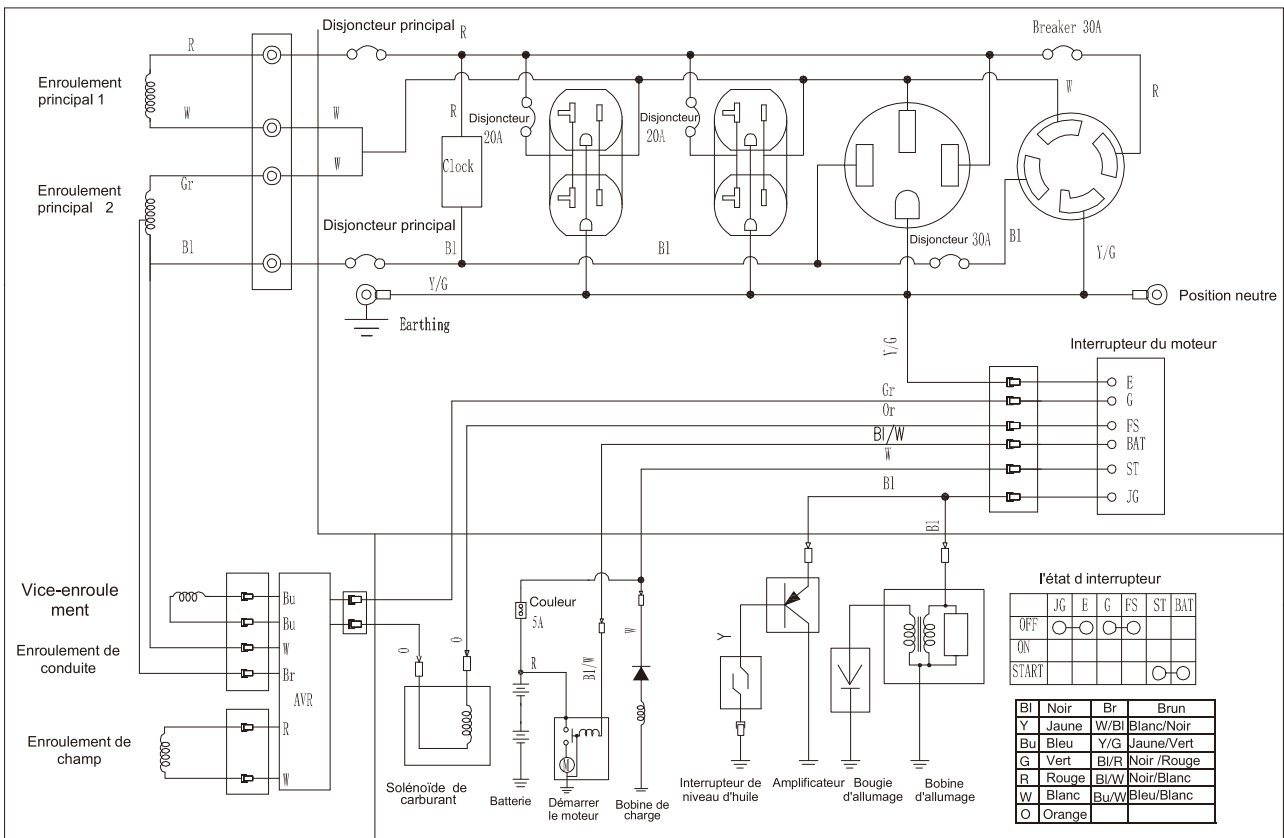 Disjoncteur principal
R
Breaker 30A
R
Enroulement
principal 1
W
W
W
R
Disjoncteur
20A
Disjoncteur
20A
W
R
Clock
Gr
Enroulement
principal 2
Disjoncteur principal
Bl
Bl
Bl
Disjoncteur 30A
Bl
Y/G
Y/G
Earthing
Position neutre
Y/G
Interrupteur du moteur
Gr
E
G
Or
FS
Bl/W
BAT
W
ST
Bl
JG
Bl
Vice-enroule
ment
Bu
Bu
Enroulement de
conduite
W
Br
AVR
Enroulement de
champ
R
W
O
O
Solénoïde de
carburant
Couleur
5A
R
Bl/W
W
M
Batterie
Démarrer
le moteur
Bobine de
charge
Y
Interrupteur de
niveau d'huile
Amplificateur
Bougie
d'allumage
Bobine
d'allumage
l'état d interrupteur
JG E G FS ST BAT
OFF
ON
START
Bl Noir Br Brun
Y Jaune W/Bl Blanc/Noir
Bu Bleu Y/G Jaune/Vert
G Vert Bl/R Noir /Rouge
R Rouge Bl/W Noir/Blanc
W Blanc Bu/W Bleu/Blanc
O Orange